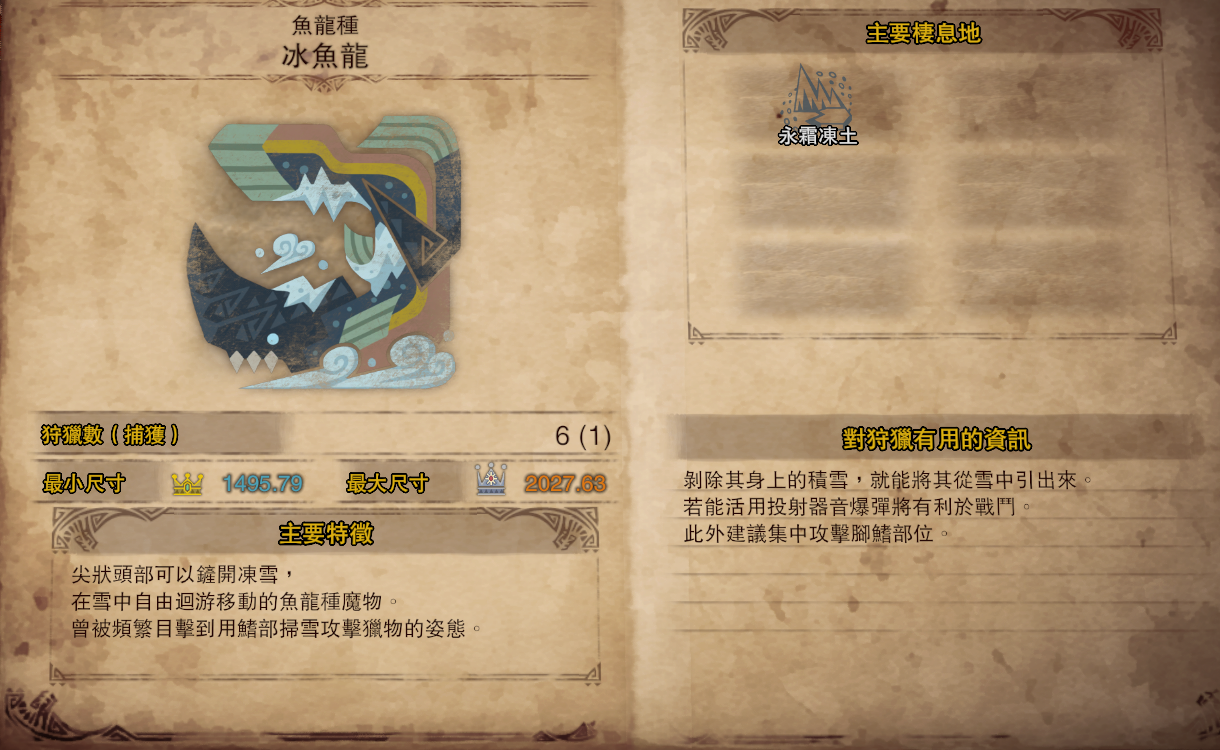 魚龍種
冰魚龍
狩獵數(捕獲)
6 (1)
最小尺寸 1495.79 最大尺寸 2027.63
主要特徵
尖狀頭部可以鏟開凍雪，
在雪中自由迴游移動的魚龍種魔物。
曾被頻繁目擊到用鰭部掃雪攻擊獵物的姿態。
主要棲息地
永霜凍土
對狩獵有用的資訊
剝除其身上的積雪，就能將其從雪中引出來。
若能活用投射器音爆彈將有利於戰鬥。
此外建議集中攻擊腳鰭部位。